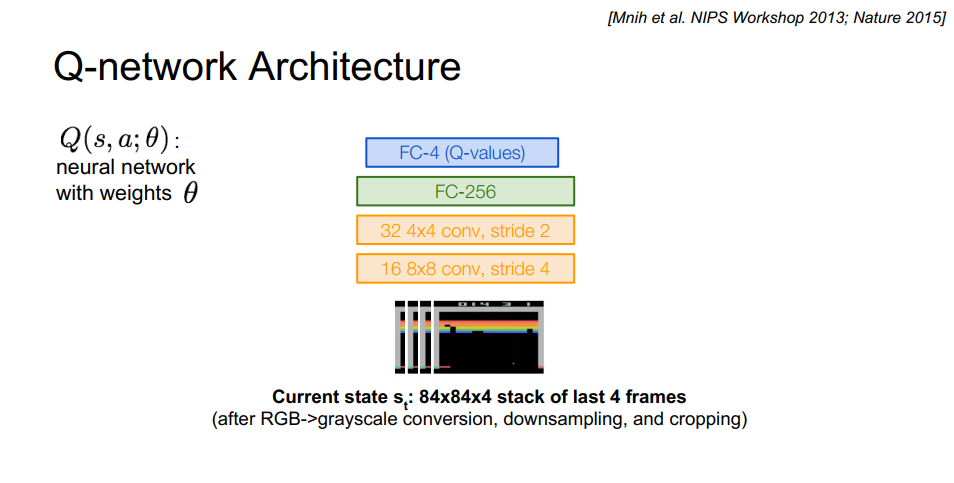 [Mnih et al. NIPS Workshop 2013; Nature 2015]
Q-network Architecture
Q(s, a; θ) :
neural network
with weights θ
FC-4 (Q-values)
FC-256
32 4x4 conv, stride 2
16 8x8 conv, stride 4
Current state s_t: 84x84x4 stack of last 4 frames
(after RGB->grayscale conversion, downsampling, and cropping)